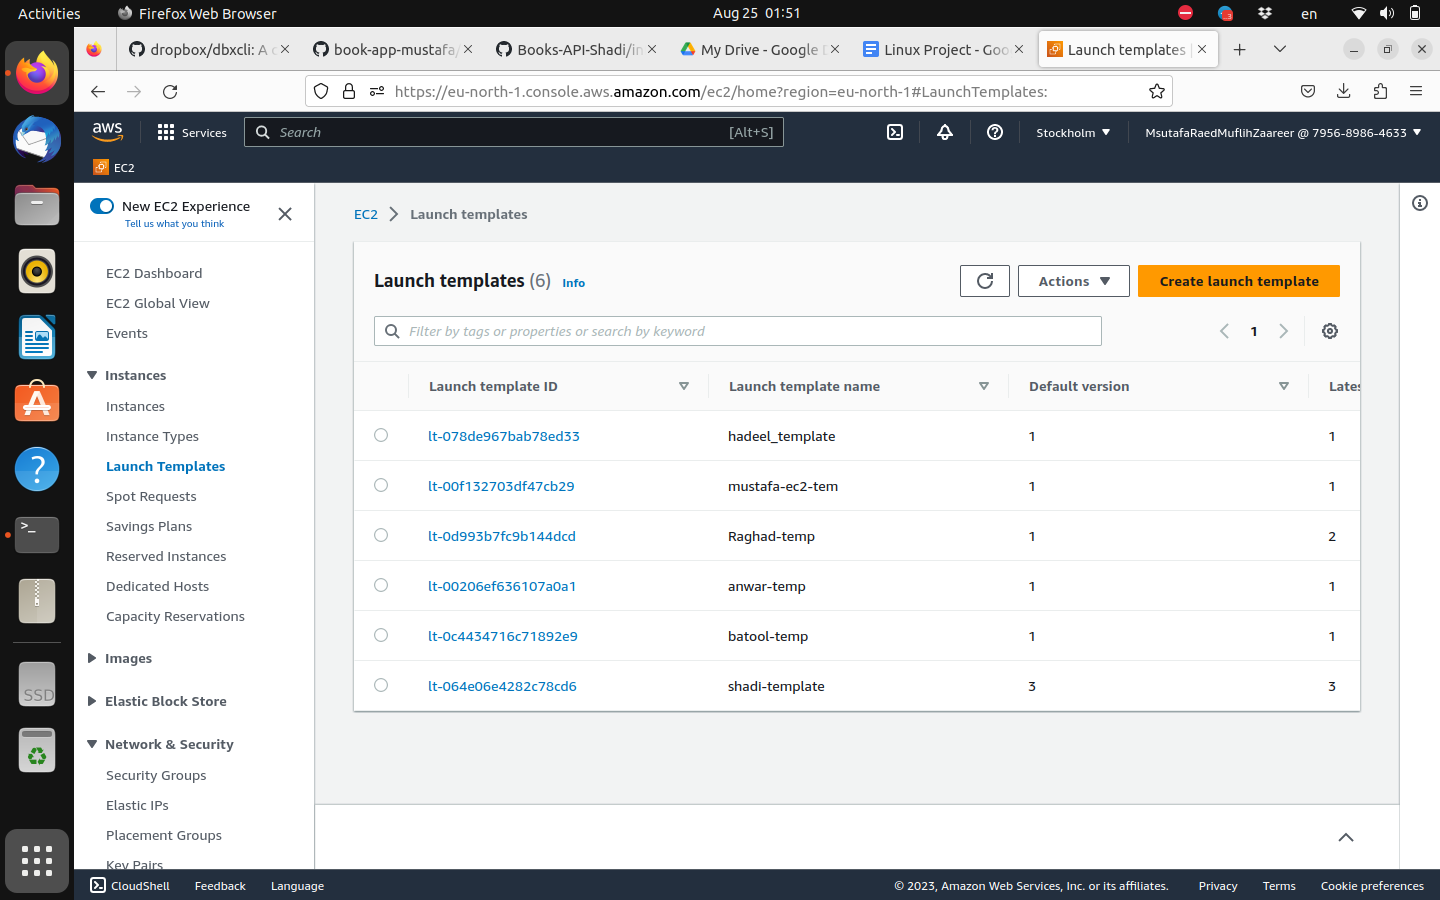 Activities
Firefox Web Browser
Aug 25 01:51
en
dropbox/dbxcli: A c
book-app-mustafa/
Books-API-Shadi/in
My Drive - Google D
Linux Project - Goo
Launch templates
https://eu-north-1.console.aws.amazon.com/ec2/home?region=eu-north-1#LaunchTemplates:
aws
Services
Search
[Alt+S]
Stockholm
MsutafaRaedMuflihZaareer @ 7956-8986-4633
EC2
New EC2 Experience
Tell us what you think
EC2 Dashboard
EC2 Global View
Events
Instances
Instances
Instance Types
Launch Templates
Spot Requests
Savings Plans
Reserved Instances
Dedicated Hosts
Capacity Reservations
Images
Elastic Block Store
Network & Security
Security Groups
Elastic IPs
Placement Groups
Key Pairs
EC2 Launch templates
Launch templates (6) Info
Actions
Create launch template
Filter by tags or properties or search by keyword
1
Launch template ID Launch template name Default version Lates
lt-078de967bab78ed33 hadeel_template 1 1
lt-00f132703df47cb29 mustafa-ec2-tem 1 1
lt-0d993b7fc9b144dcd Raghad-temp 1 2
lt-00206ef636107a0a1 anwar-temp 1 1
lt-0c4434716c71892e9 batool-temp 1 1
lt-064e06e4282c78cd6 shadi-template 3 3
SSD
CloudShell
Feedback
Language
© 2023, Amazon Web Services, Inc. or its affiliates.
Privacy
Terms
Cookie preferences